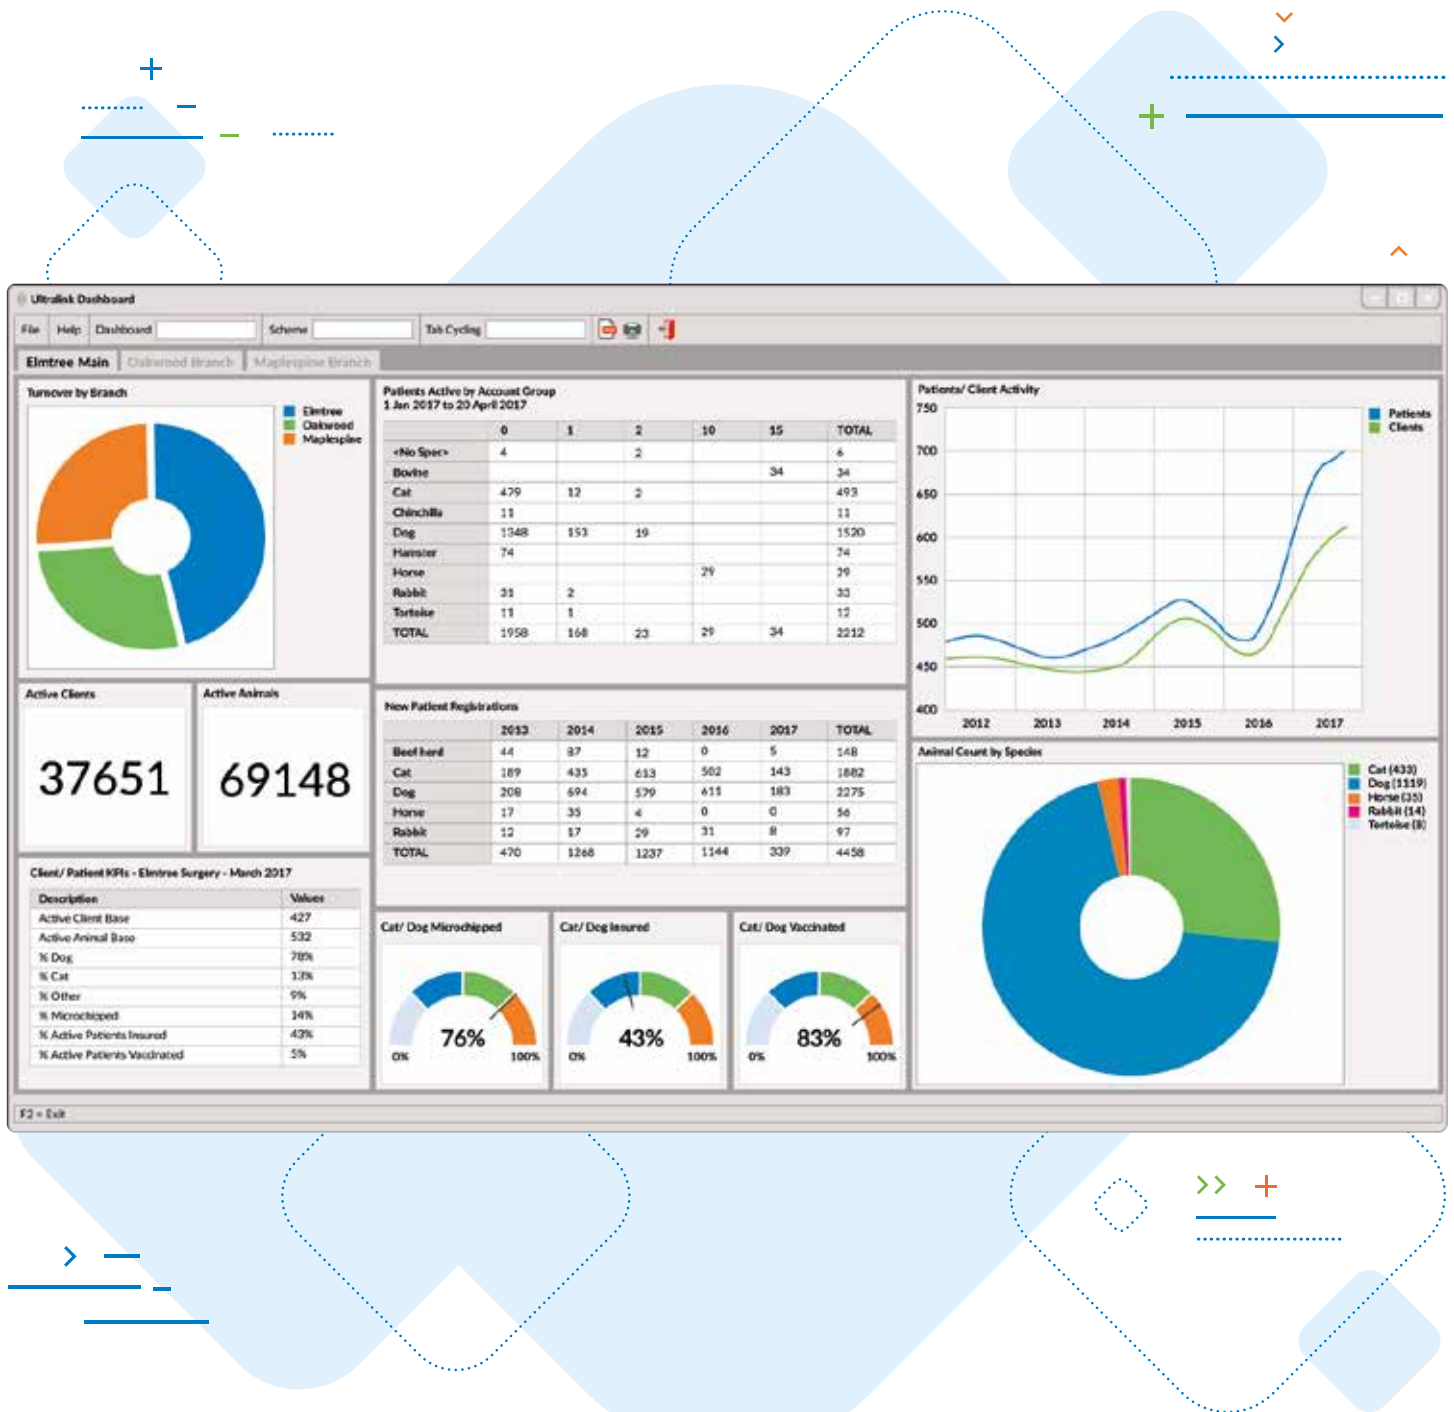 Ultralink Dashboard
File Help Dashboard Scheme Tab Cycling
Elmtree Main Oakwood Branch Maplespine Branch
Turnover by Branch
Elmtree
Oakwood
Maplespine
Active Clients
37651
Active Animals
69148
Client/ Patient KPIs - Elmtree Surgery - March 2017
Description Values
Active Client Base 427
Active Animal Base 532
% Dog 78%
% Cat 13%
% Other 9%
% Microchipped 14%
% Active Patients Insured 43%
% Active Patients Vaccinated 5%
Patients Active by Account Group
1 Jan 2017 to 20 April 2017
0 1 2 10 15 TOTAL
<No Spec> 4 2 6
Bovine 34 34
Cat 479 12 2 493
Chinchilla 11 11
Dog 1348 153 19 1520
Hamster 74 74
Horse 29 29
Rabbit 31 2 33
Tortoise 11 1 12
TOTAL 1958 168 23 29 34 2212
New Patient Registrations
2013 2014 2015 2016 2017 TOTAL
Beef herd 44 87 12 0 5 148
Cat 189 435 613 502 143 1882
Dog 208 694 579 611 183 2275
Horse 17 35 4 0 0 56
Rabbit 12 17 29 31 8 97
TOTAL 470 1268 1237 1144 339 4458
Cat/ Dog Microchipped
76%
0% 100%
Cat/ Dog Insured
43%
0% 100%
Cat/ Dog Vaccinated
83%
0% 100%
Patients/ Client Activity
750
700
650
600
550
500
450
400
2012 2013 2014 2015 2016 2017
Patients
Clients
Animal Count by Species
Cat (433)
Dog (1119)
Horse (35)
Rabbit (14)
Tortoise (8)
F2 = Exit